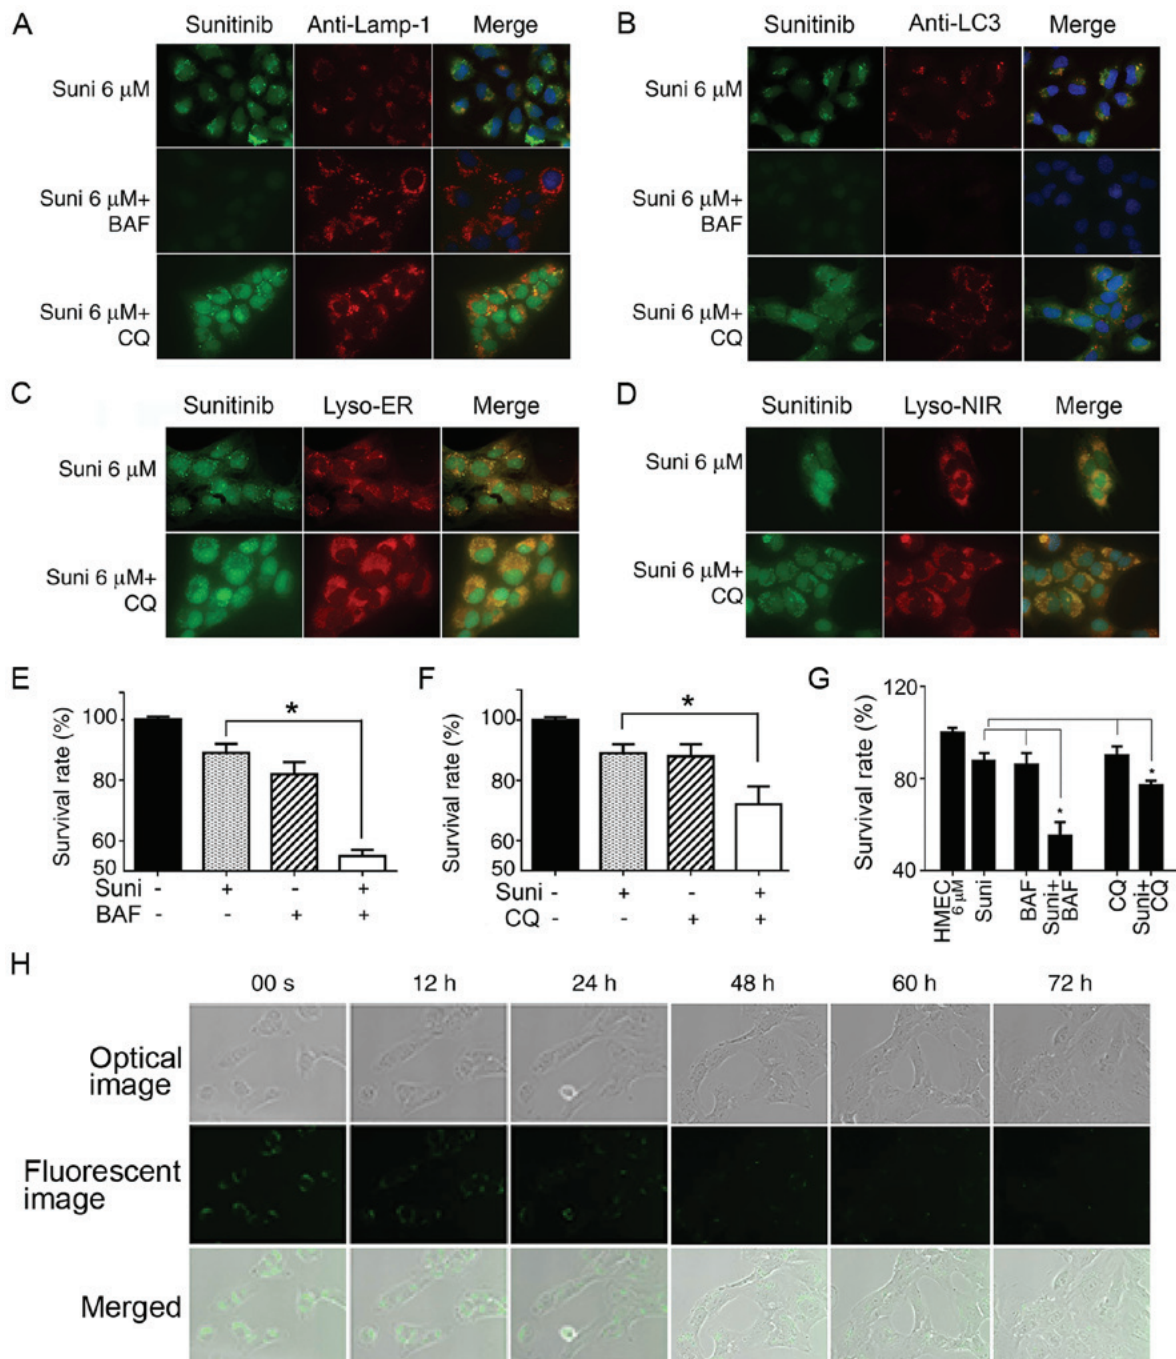 A
Sunitinib Anti-Lamp-1 Merge
Suni 6 µM
Suni 6 µM+
BAF
Suni 6 µM+
CQ
B
Sunitinib Anti-LC3 Merge
Suni 6 µM
Suni 6 µM+
BAF
Suni 6 µM+
CQ
C
Sunitinib Lyso-ER Merge
Suni 6 µM
Suni 6 µM+
CQ
D
Sunitinib Lyso-NIR Merge
Suni 6 µM
Suni 6 µM+
CQ
E
Survival rate (%)
100
80
60
50
*
Suni - + - +
BAF - - + +
F
Survival rate (%)
100
80
60
50
*
Suni - + - +
CQ - - + +
G
Survival rate (%)
120
80
40
*
*
HMEC
6 µM
Suni
BAF
Suni+
BAF
CQ
Suni+
CQ
H
00 s 12 h 24 h 48 h 60 h 72 h
Optical
image
Fluorescent
image
Merged